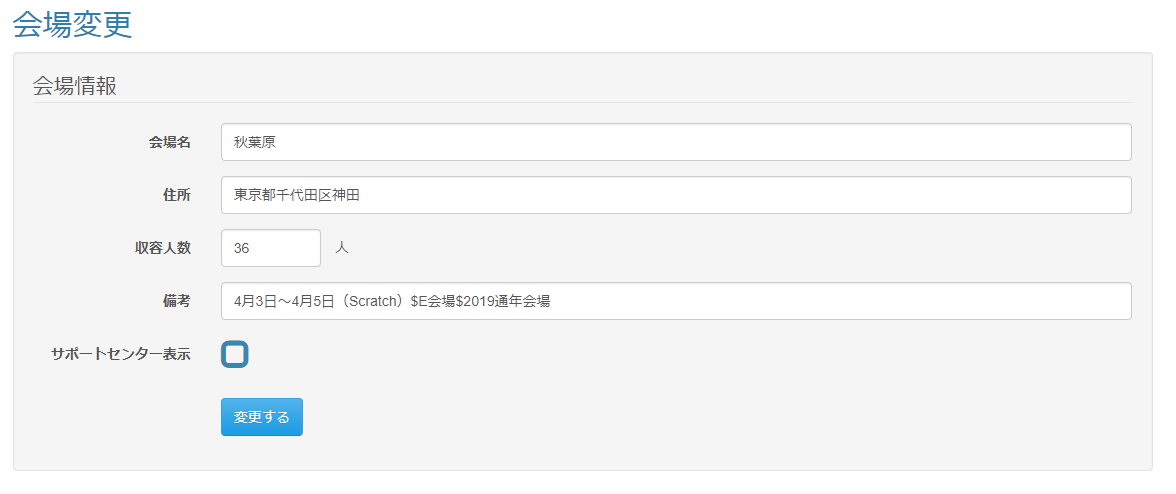 会場変更
会場情報
会場名 秋葉原
住所 東京都千代田区神田
収容人数 36 人
備考 4月3日～4月5日（Scratch）$E会場$2019通年会場
サポートセンター表示
変更する